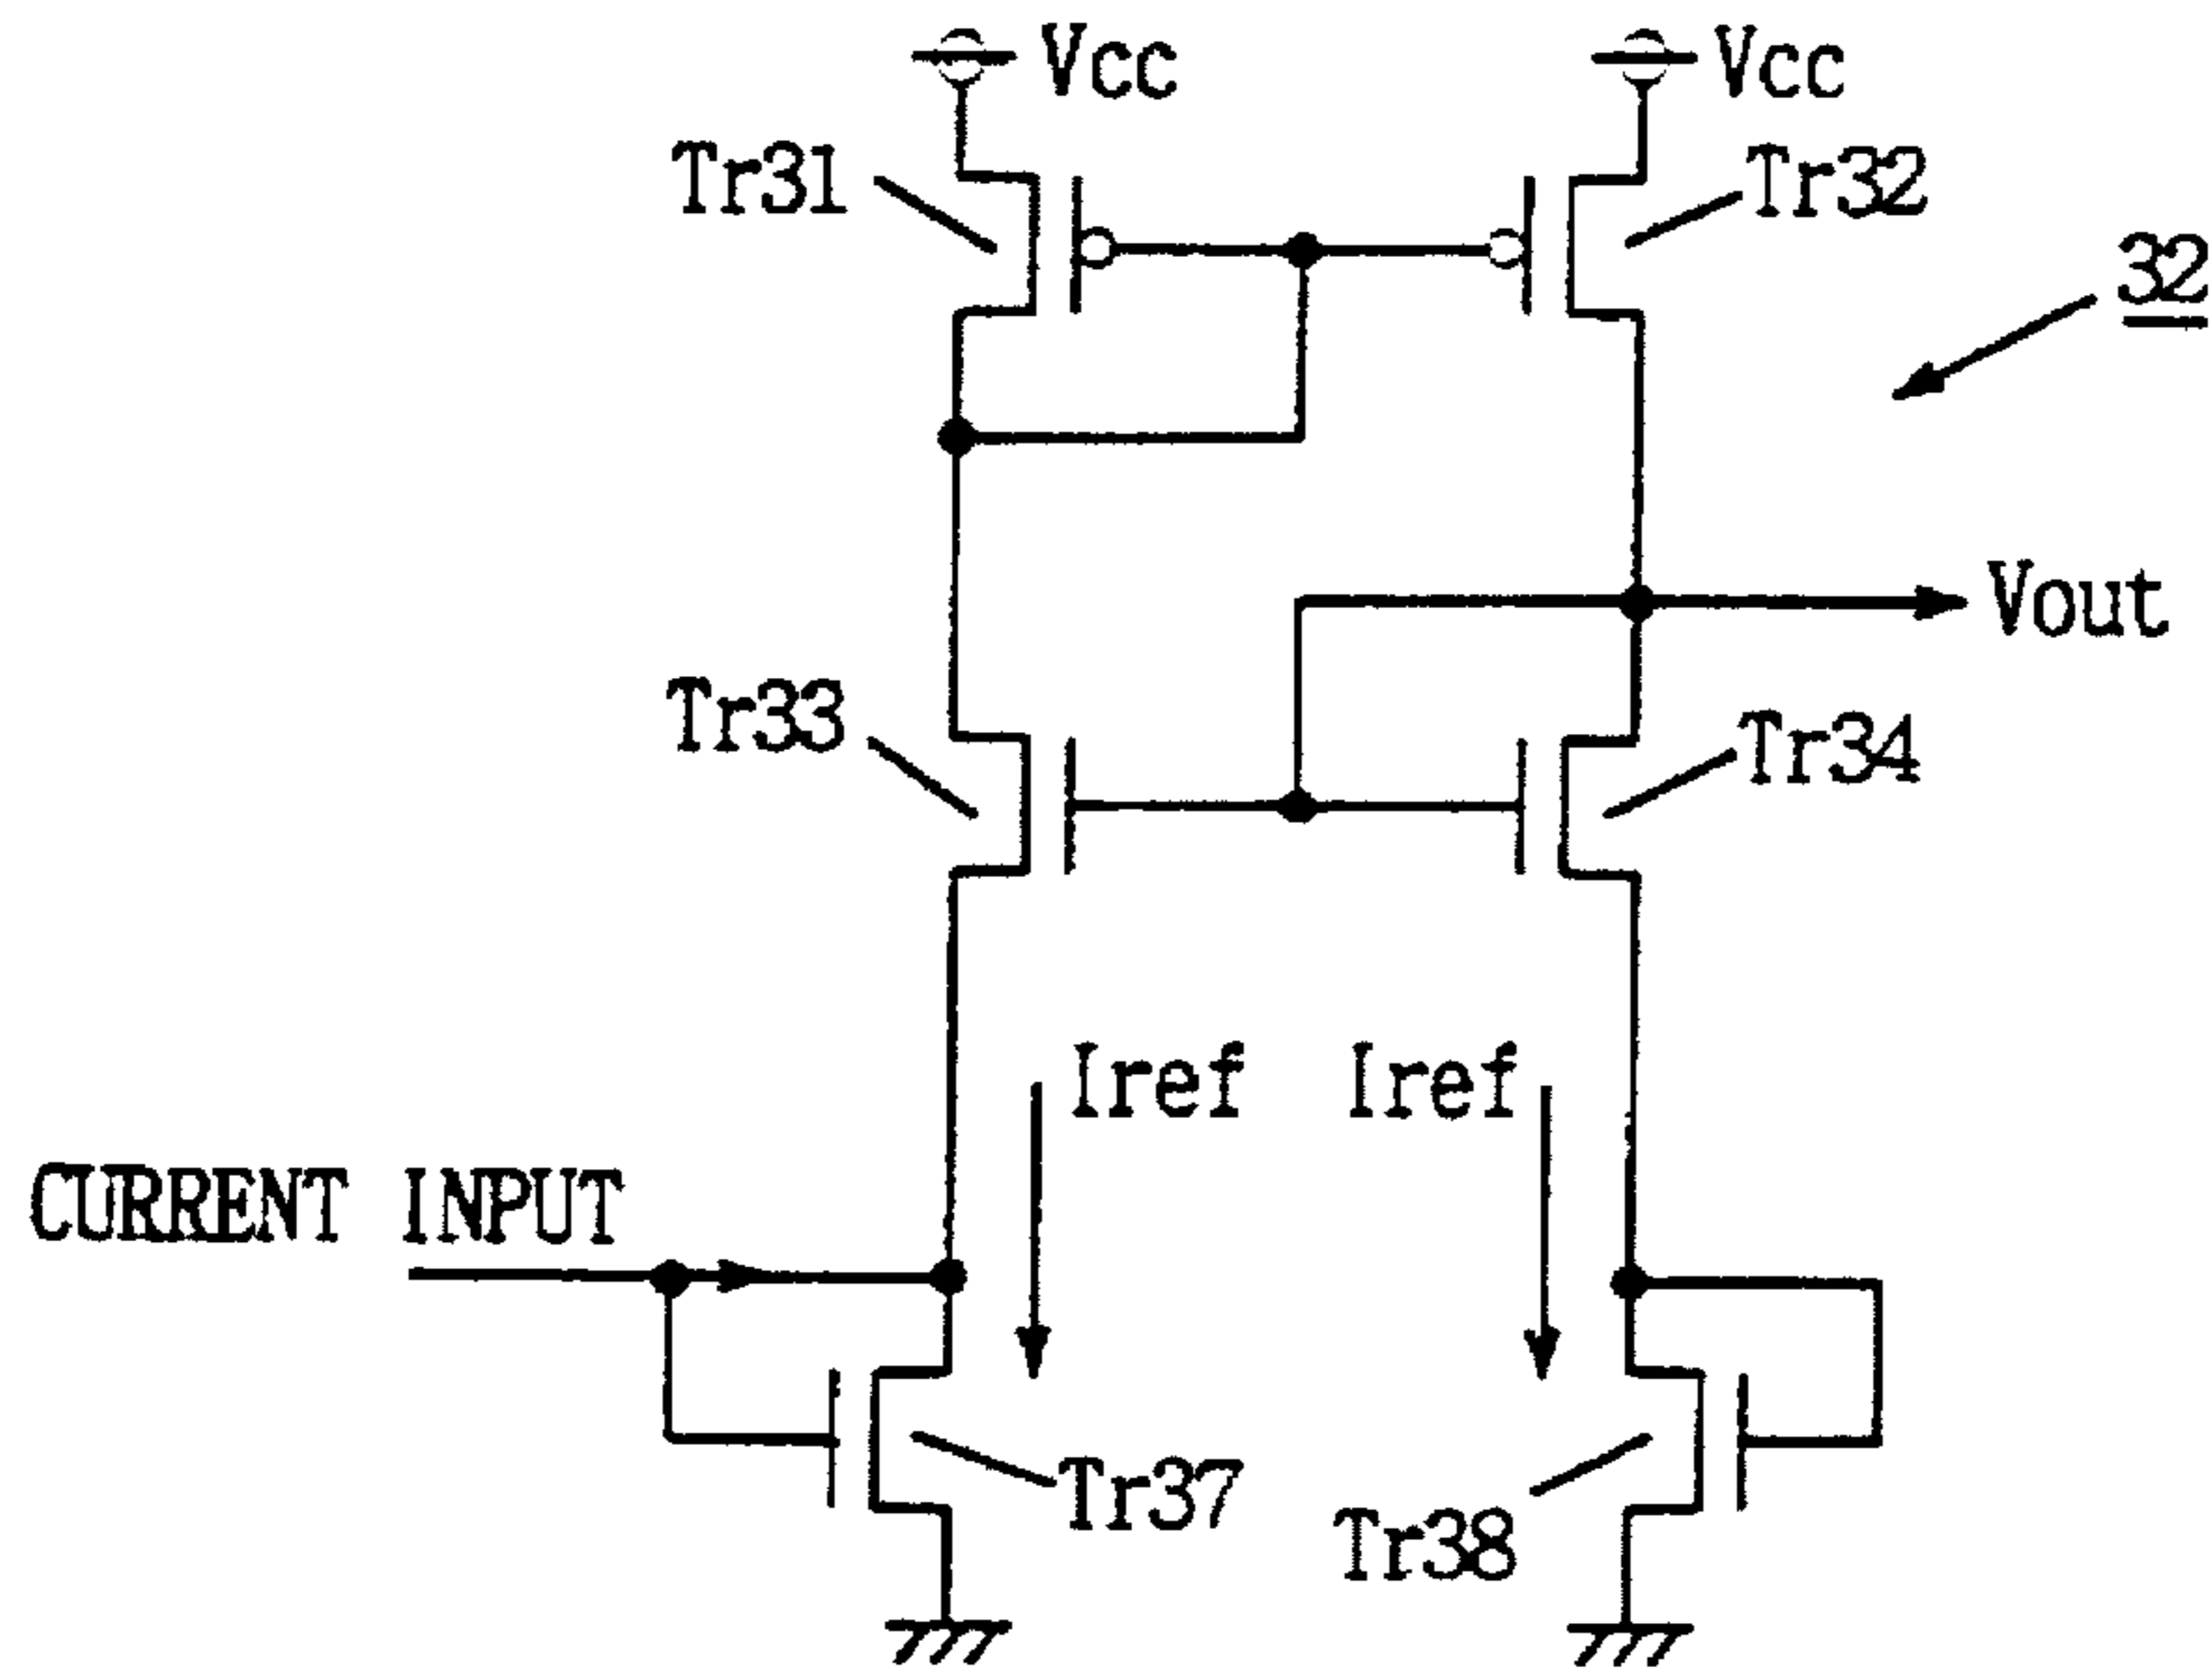 Vcc
Vcc
Tr31
Tr32
32
Vout
Tr33
Tr34
Iref
Iref
CURRENT INPUT
Tr37
Tr38